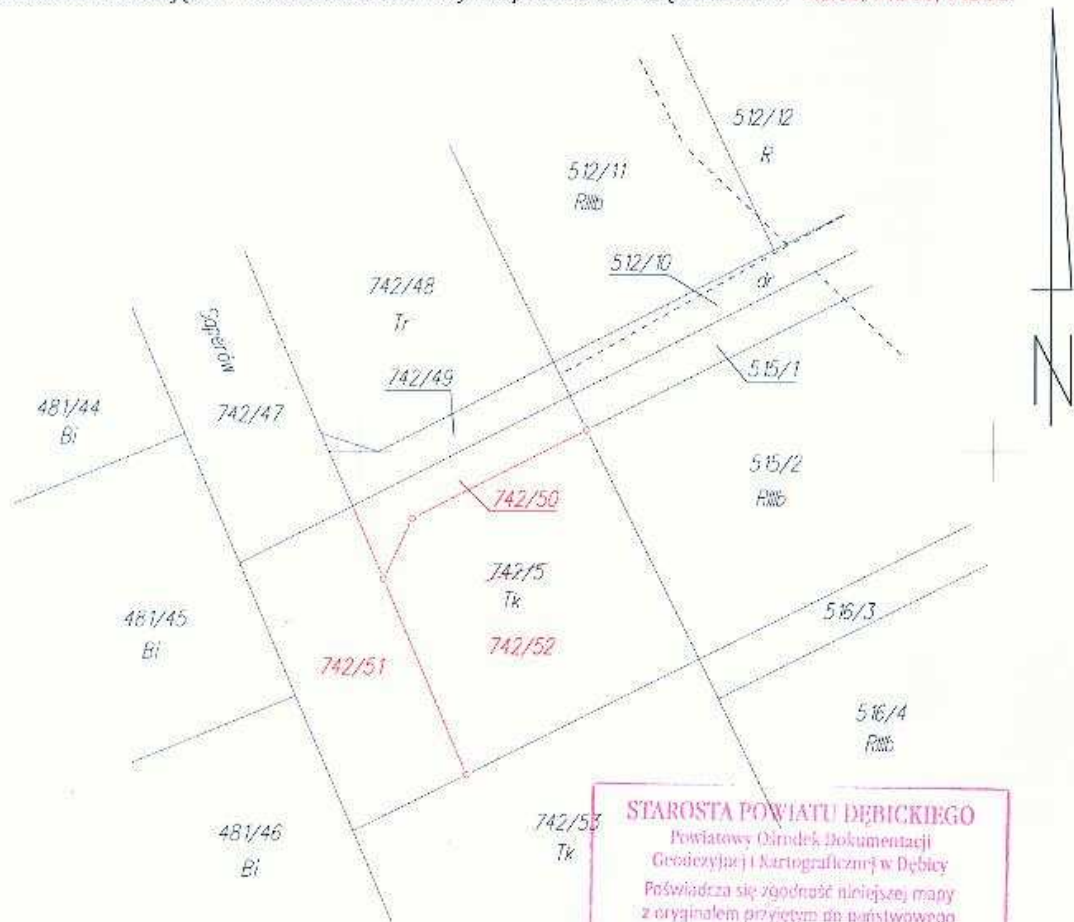 512/12
R
512/11
RIIIb
512/10
dr
742/48
Tr
Saperów
742/49
515/1
481/44
Bi
742/47
515/2
RIIIb
742/50
742/5
Tk
481/45
Bi
516/3
742/52
742/51
516/4
RIIIb
N
481/46
Bi
742/53
Tk
STAROSTA POWIATU DĘBICKIEGO
Powiatowy Ośrodek Dokumentacji
Geodezyjnej i Kartograficznej w Dębicy
Poświadcza się zgodność niniejszej mapy
z oryginałem przyjętym do państwowego